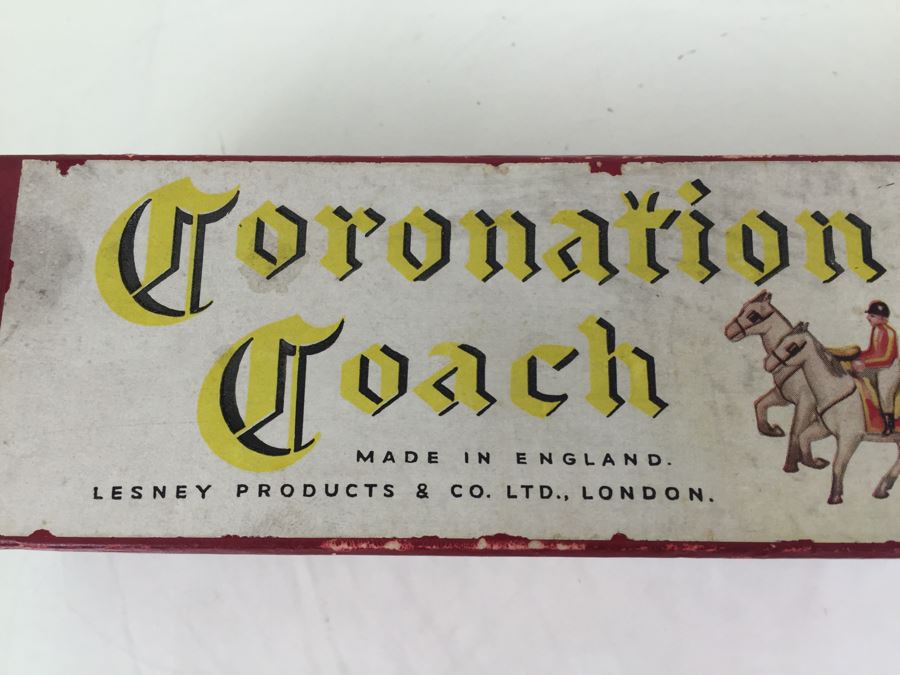 Coronation
Coach
MADE IN ENGLAND.
LESNEY PRODUCTS & CO. LTD., LONDON.